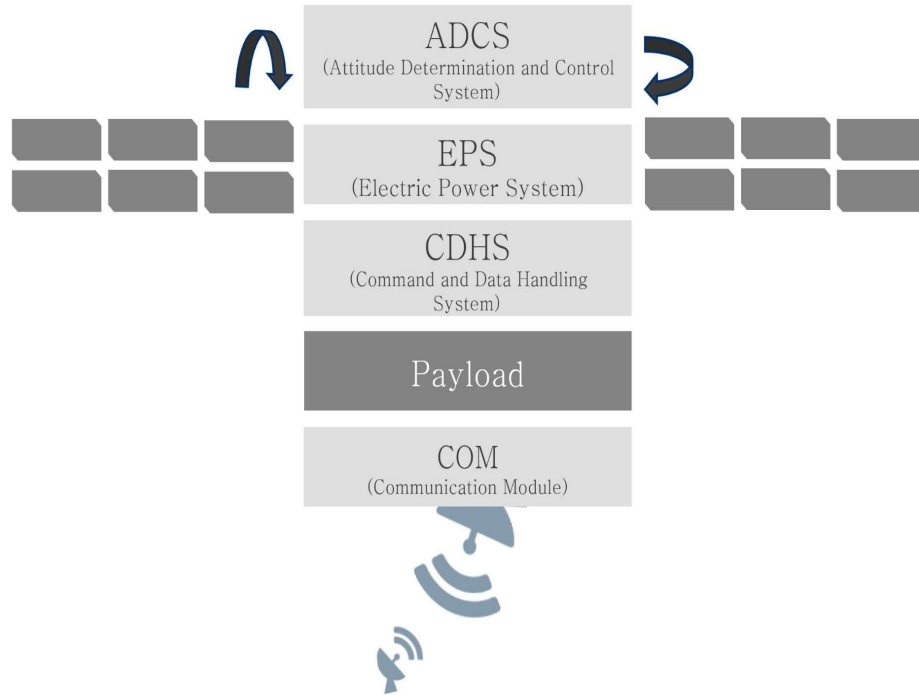 ADCS
(Attitude Determination and Control
System)
EPS
(Electric Power System)
CDHS
(Command and Data Handling
System)
Payload
COM
(Communication Module)